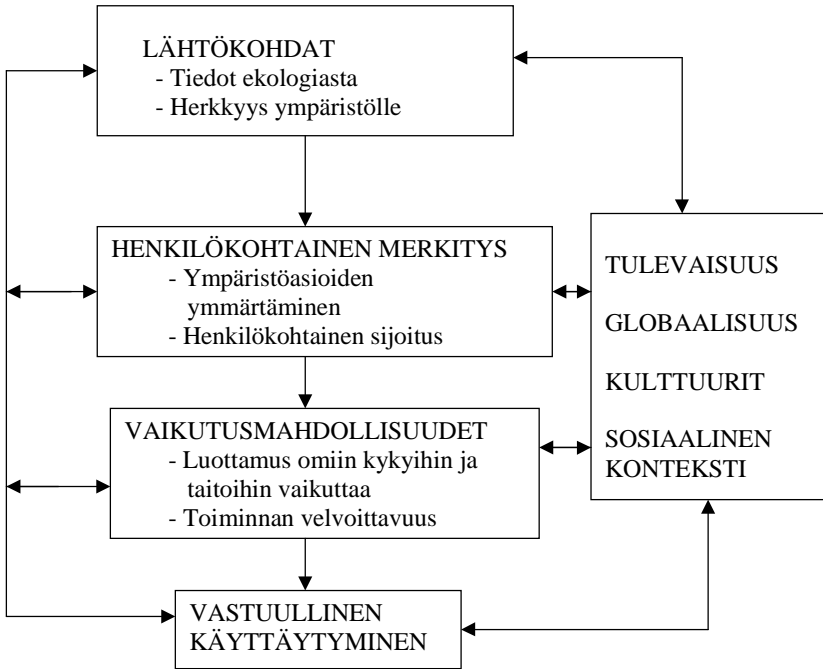 LÄHTÖKOHDAT
- Tiedot ekologiasta
- Herkkyys ympäristölle
HENKILÖKOHTAINEN MERKITYS
- Ympäristöasioiden
ymmärtäminen
- Henkilökohtainen sijoitus
VAIKUTUSMAHDOLLISUUDET
- Luottamus omiin kykyihin ja
taitoihin vaikuttaa
- Toiminnan velvoittavuus
VASTUULLINEN
KÄYTTÄYTYMINEN
TULEVAISUUS
GLOBAALISUUS
KULTTUURIT
SOSIAALINEN
KONTEKSTI